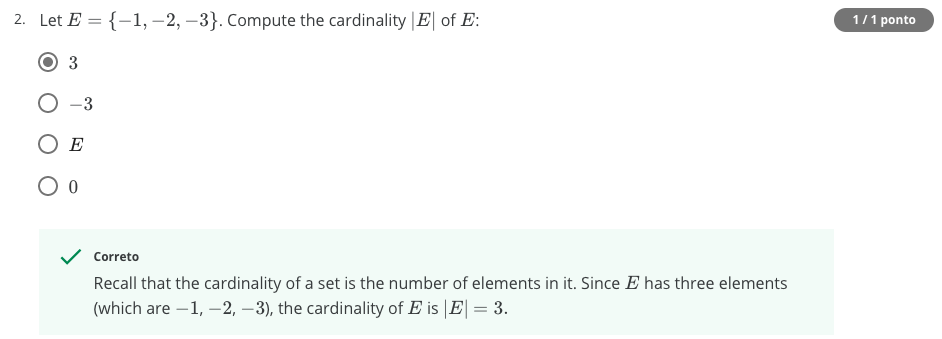 2. Let E = {−1, −2, −3}. Compute the cardinality |E| of E:
1 / 1 ponto
3
−3
E
0
Correto
Recall that the cardinality of a set is the number of elements in it. Since E has three elements
(which are −1, −2, −3), the cardinality of E is |E| = 3.